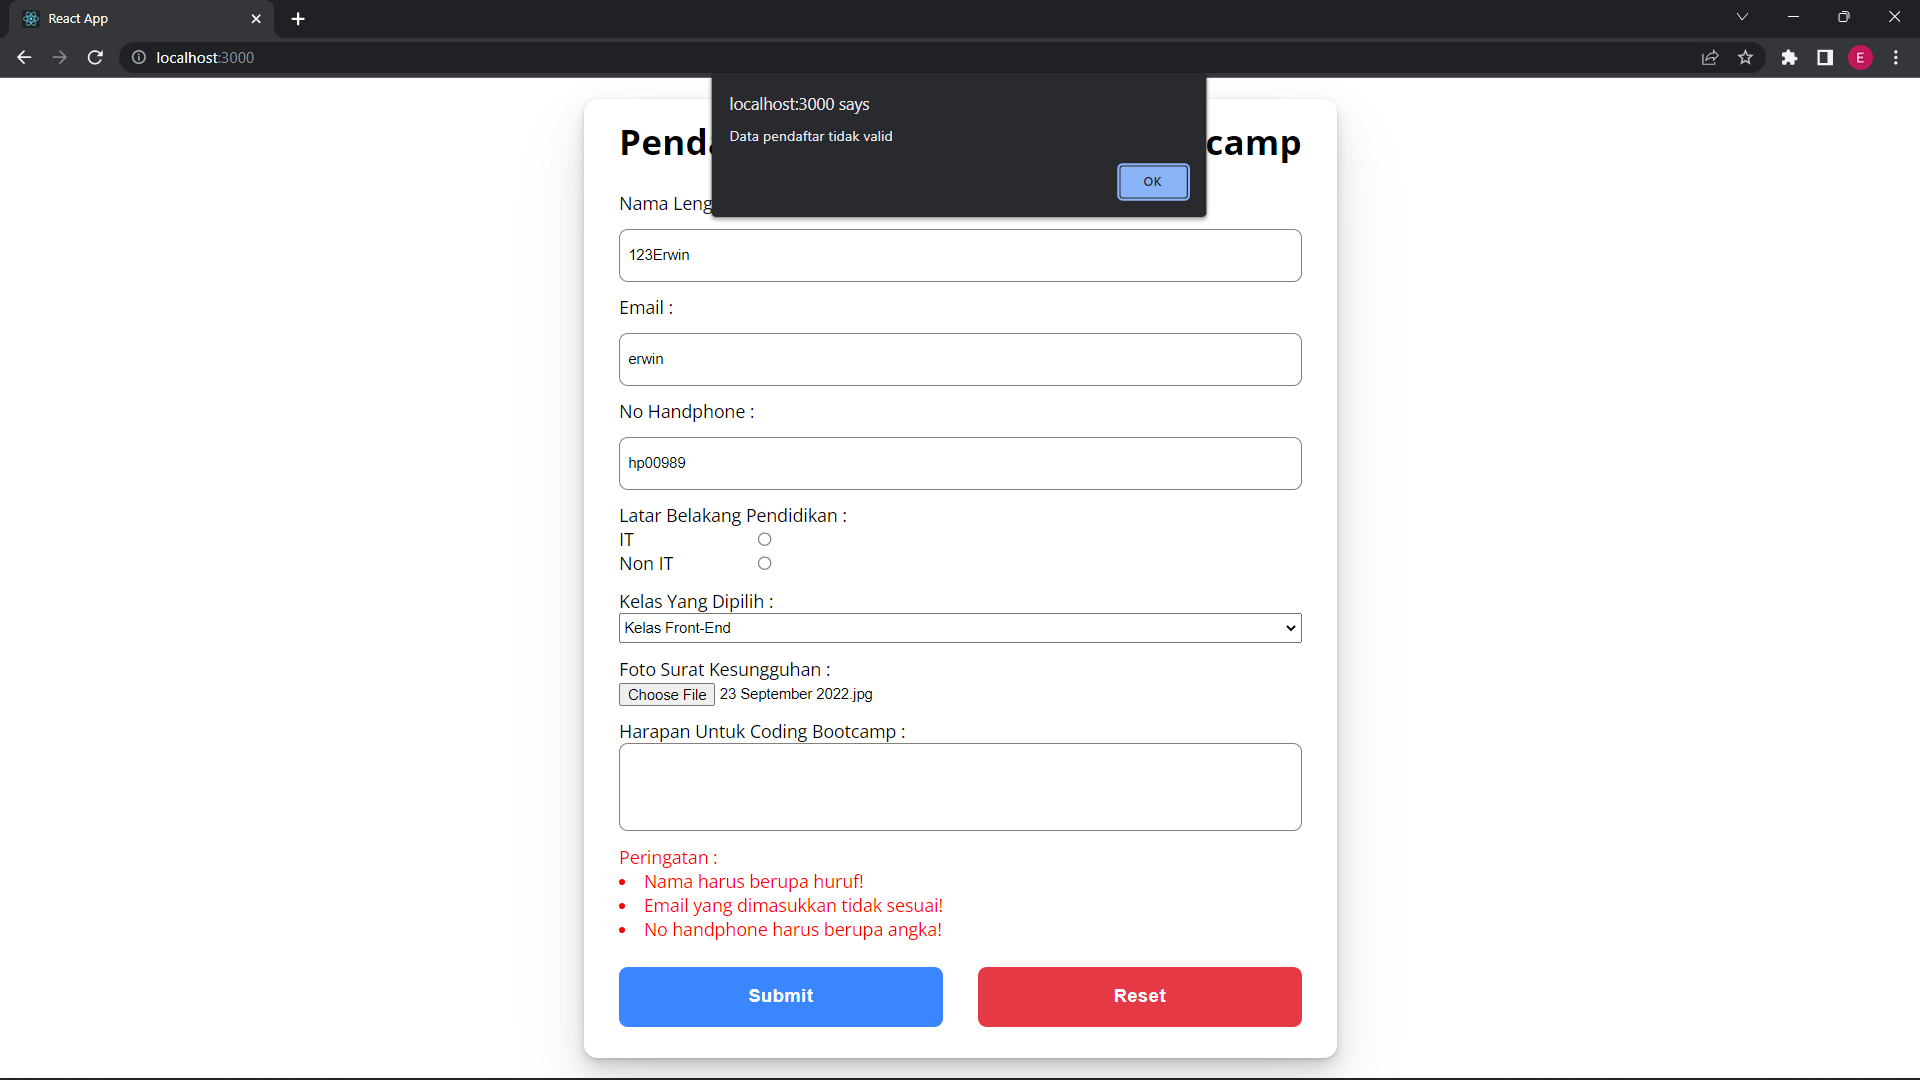 React App
localhost:3000
E
localhost:3000 says
Data pendaftar tidak valid
OK
camp
Nama Leng
123Erwin
Email :
erwin
No Handphone :
hp00989
Latar Belakang Pendidikan :
IT
Non IT
Kelas Yang Dipilih :
Kelas Front-End
Foto Surat Kesungguhan :
Choose File 23 September 2022.jpg
Harapan Untuk Coding Bootcamp :
Peringatan :
• Nama harus berupa huruf!
• Email yang dimasukkan tidak sesuai!
• No handphone harus berupa angka!
Submit
Reset